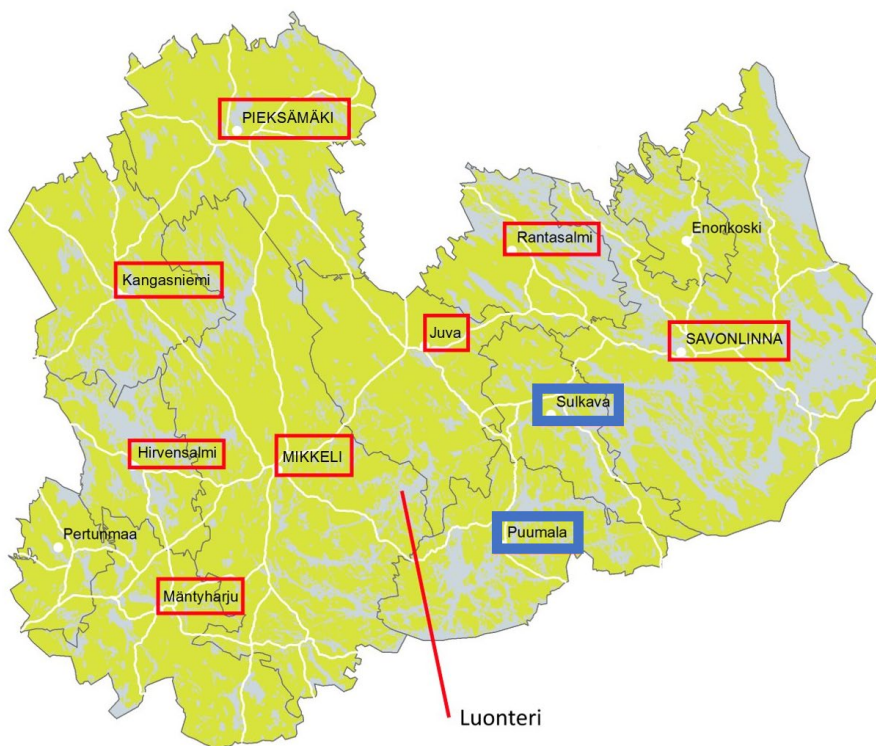 PIEKSÄMÄKI
Enonkoski
Rantasalmi
Kangasniemi
Juva
SAVONLINNA
Sulkava
Hirvensalmi
MIKKELI
Pertunmaa
Puumala
Mäntyharju
Luonteri